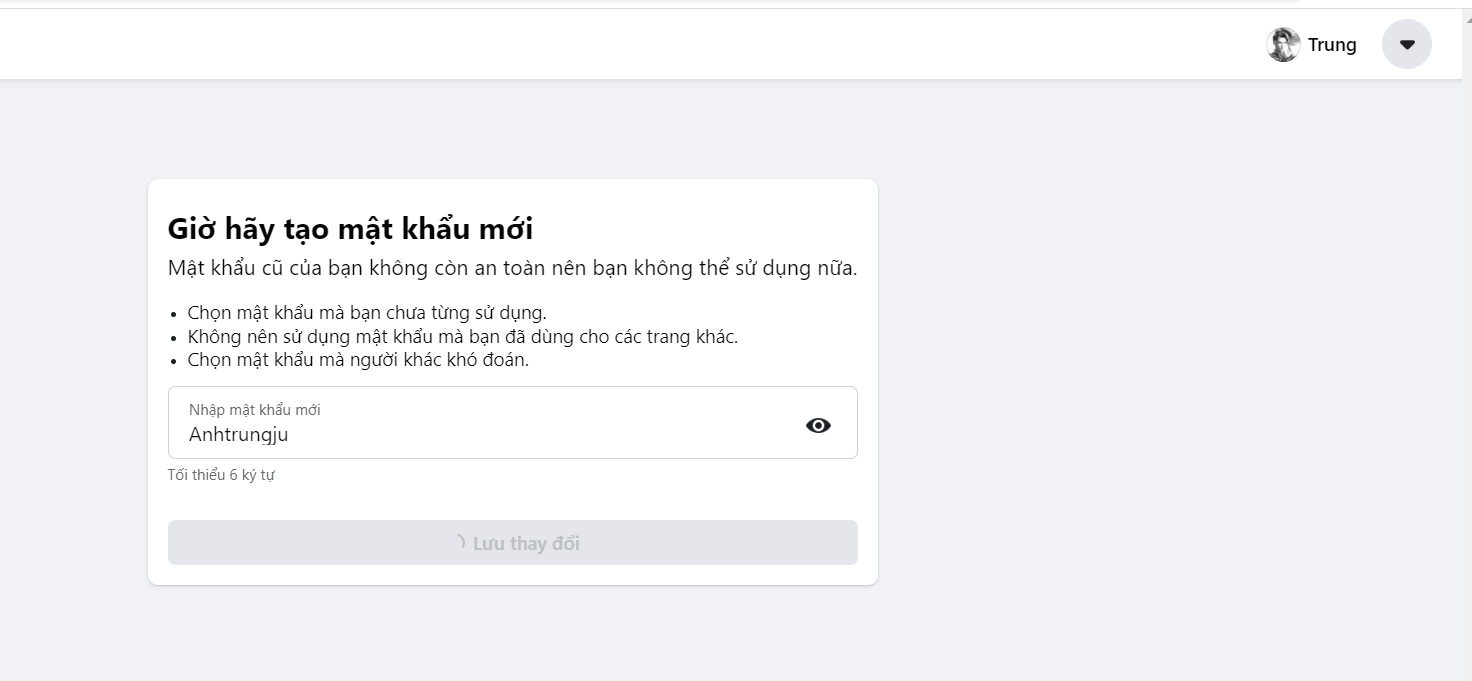 Trung
Giờ hãy tạo mật khẩu mới
Mật khẩu cũ của bạn không còn an toàn nên bạn không thể sử dụng nữa.
• Chọn mật khẩu mà bạn chưa từng sử dụng.
• Không nên sử dụng mật khẩu mà bạn đã dùng cho các trang khác.
• Chọn mật khẩu mà người khác khó đoán.
Nhập mật khẩu mới
Anhtrungju
Tối thiểu 6 ký tự
Lưu thay đổi